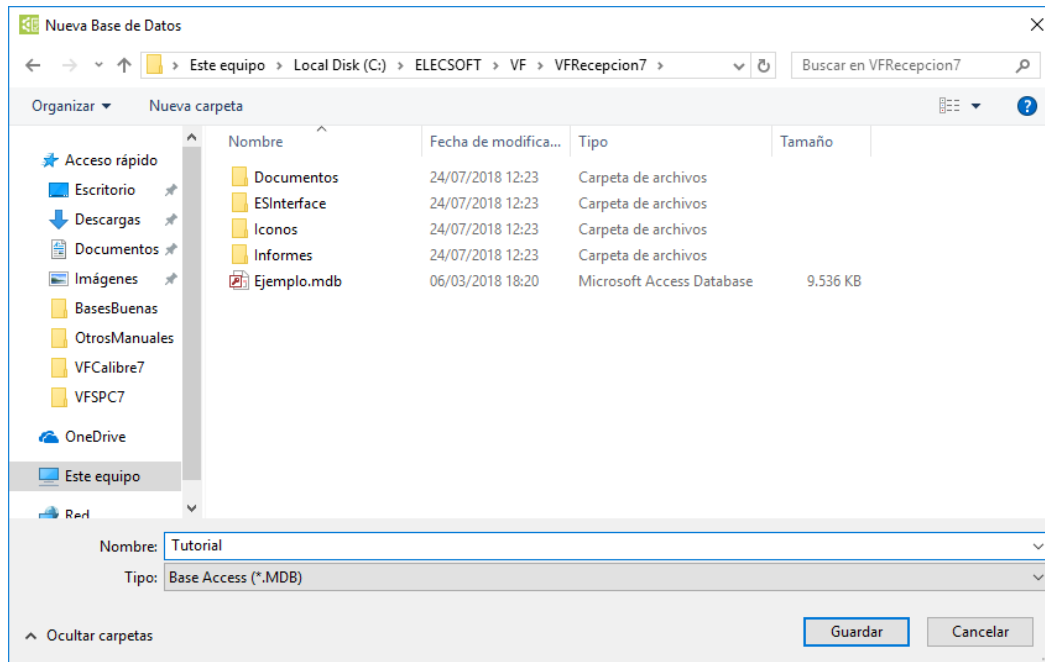 Nueva Base de Datos
Este equipo > Local Disk (C:) > ELECSOFT > VF > VFRecepcion7 >
Buscar en VFRecepcion7
Organizar
Nueva carpeta
Nombre Fecha de modifica... Tipo Tamaño
Acceso rápido
Escritorio
Descargas
Documentos
Imágenes
BasesBuenas
OtrosManuales
VFCalibre7
VFSPC7
OneDrive
Este equipo
Red
Documentos 24/07/2018 12:23 Carpeta de archivos
ESInterface 24/07/2018 12:23 Carpeta de archivos
Iconos 24/07/2018 12:23 Carpeta de archivos
Informes 24/07/2018 12:23 Carpeta de archivos
Ejemplo.mdb 06/03/2018 18:20 Microsoft Access Database 9.536 KB
Nombre: Tutorial
Tipo: Base Access (*.MDB)
Ocultar carpetas
Guardar
Cancelar